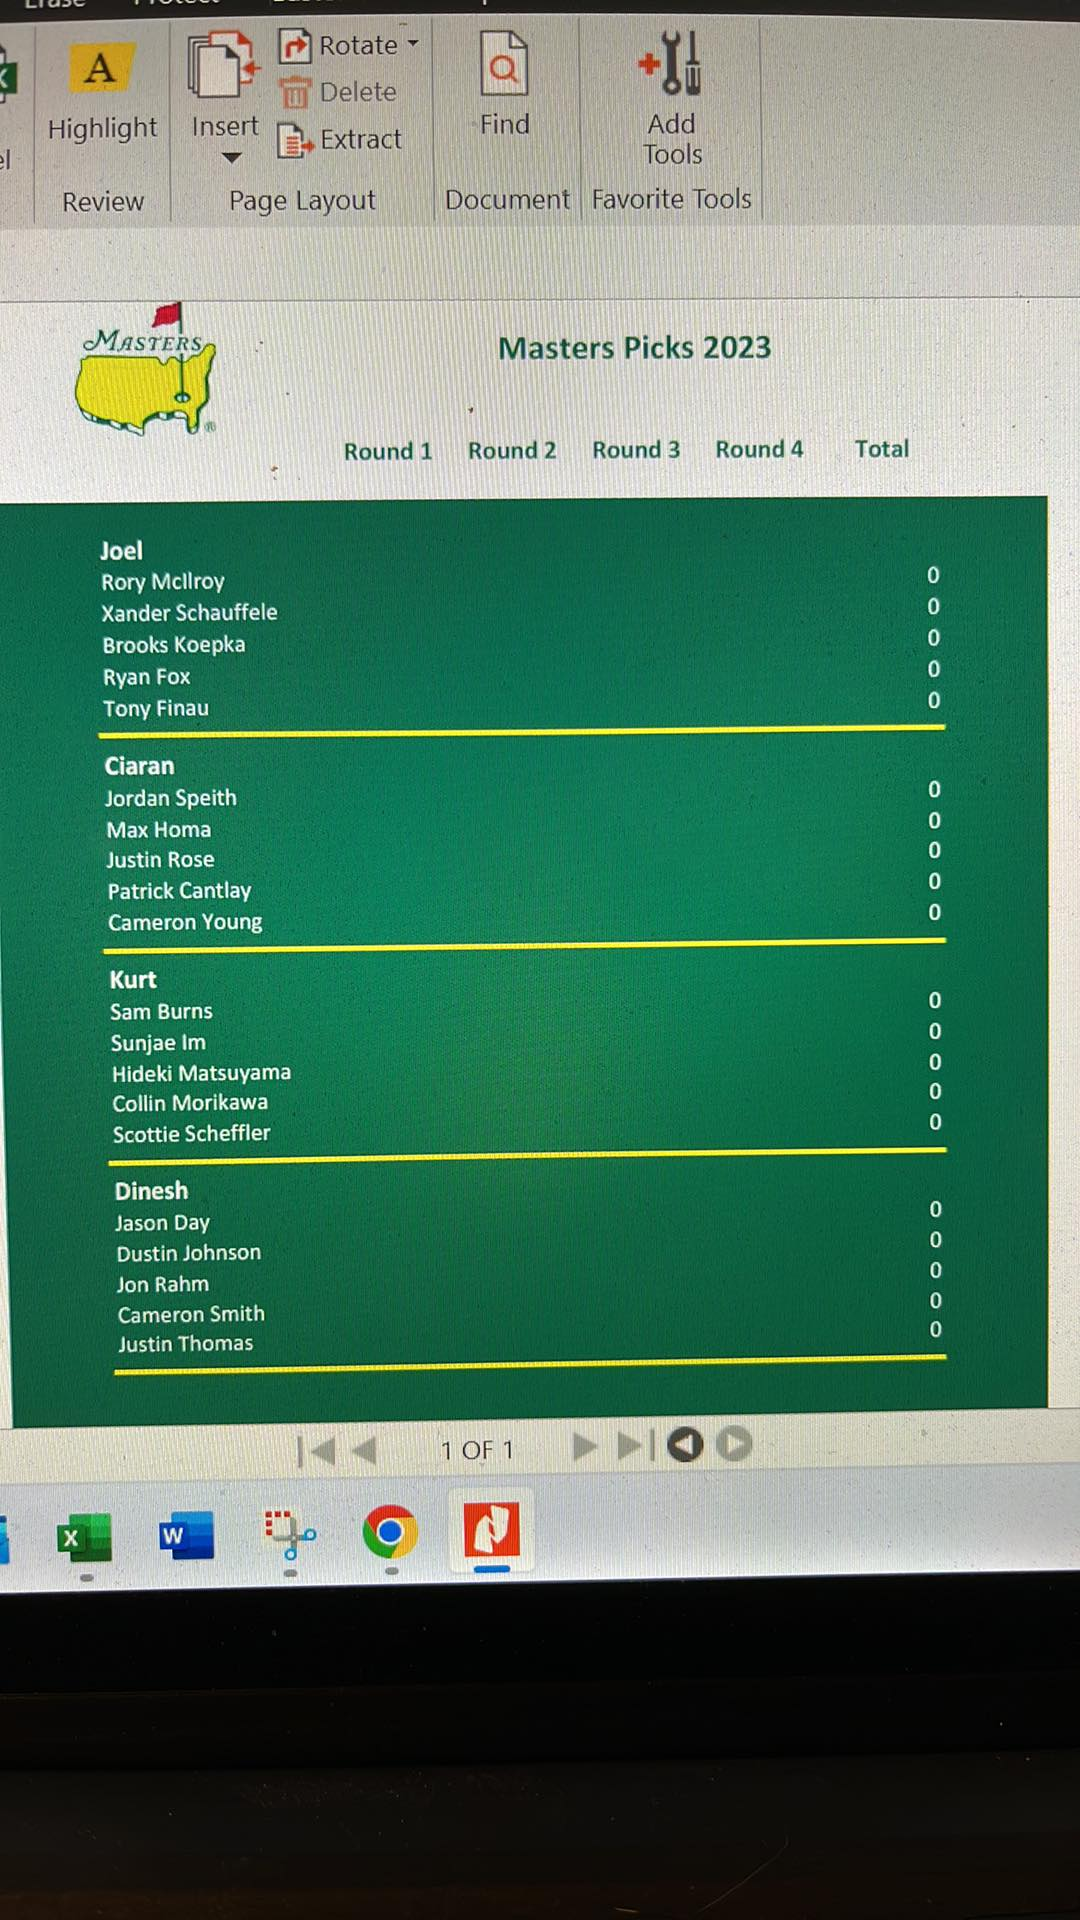 Highlight
Insert
Rotate
Delete
Extract
Find
Add
Tools
Review
Page Layout
Document
Favorite Tools
MASTERS
®
Masters Picks 2023
Round 1 Round 2 Round 3 Round 4 Total
Joel
Rory McIlroy 0
Xander Schauffele 0
Brooks Koepka 0
Ryan Fox 0
Tony Finau 0
Ciaran
Jordan Speith 0
Max Homa 0
Justin Rose 0
Patrick Cantlay 0
Cameron Young 0
Kurt
Sam Burns 0
Sunjae Im 0
Hideki Matsuyama 0
Collin Morikawa 0
Scottie Scheffler 0
Dinesh
Jason Day 0
Dustin Johnson 0
Jon Rahm 0
Cameron Smith 0
Justin Thomas 0
1 OF 1